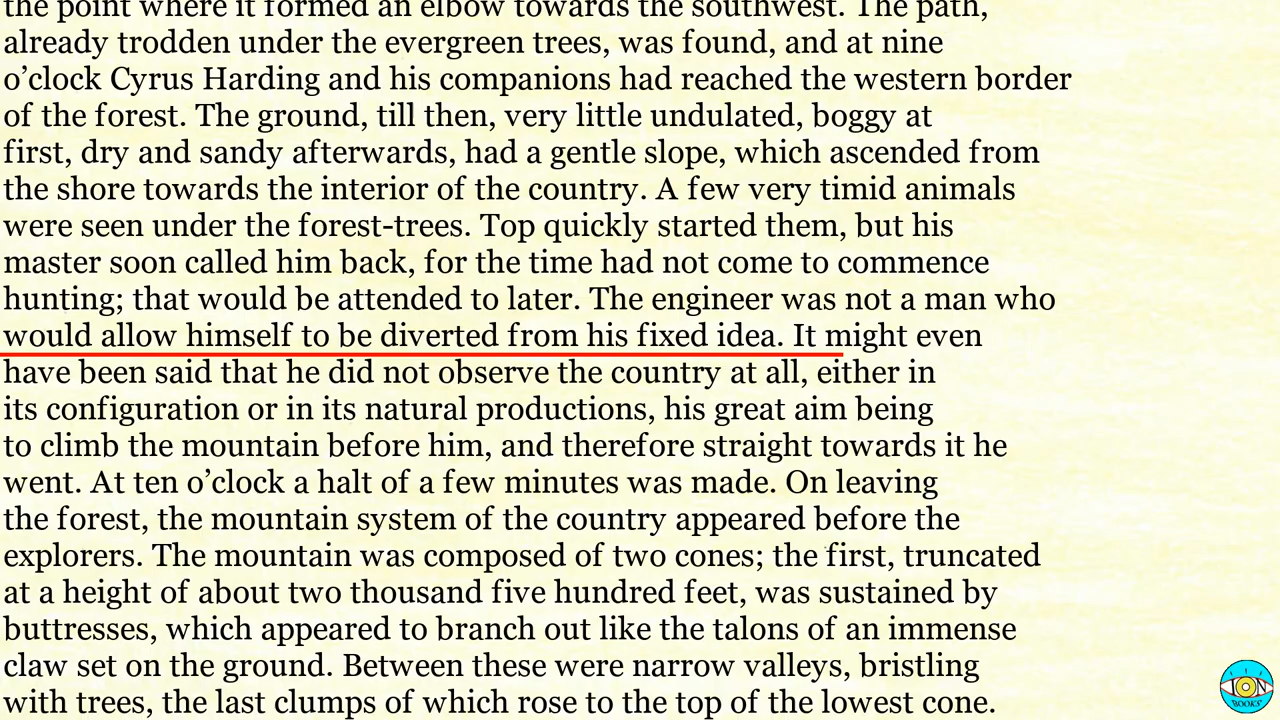 the point where it formed an elbow towards the southwest. The path,
already trodden under the evergreen trees, was found, and at nine
o’clock Cyrus Harding and his companions had reached the western border
of the forest. The ground, till then, very little undulated, boggy at
first, dry and sandy afterwards, had a gentle slope, which ascended from
the shore towards the interior of the country. A few very timid animals
were seen under the forest-trees. Top quickly started them, but his
master soon called him back, for the time had not come to commence
hunting; that would be attended to later. The engineer was not a man who
would allow himself to be diverted from his fixed idea. It might even
have been said that he did not observe the country at all, either in
its configuration or in its natural productions, his great aim being
to climb the mountain before him, and therefore straight towards it he
went. At ten o’clock a halt of a few minutes was made. On leaving
the forest, the mountain system of the country appeared before the
explorers. The mountain was composed of two cones; the first, truncated
at a height of about two thousand five hundred feet, was sustained by
buttresses, which appeared to branch out like the talons of an immense
claw set on the ground. Between these were narrow valleys, bristling
with trees, the last clumps of which rose to the top of the lowest cone.
ION
BOOKS